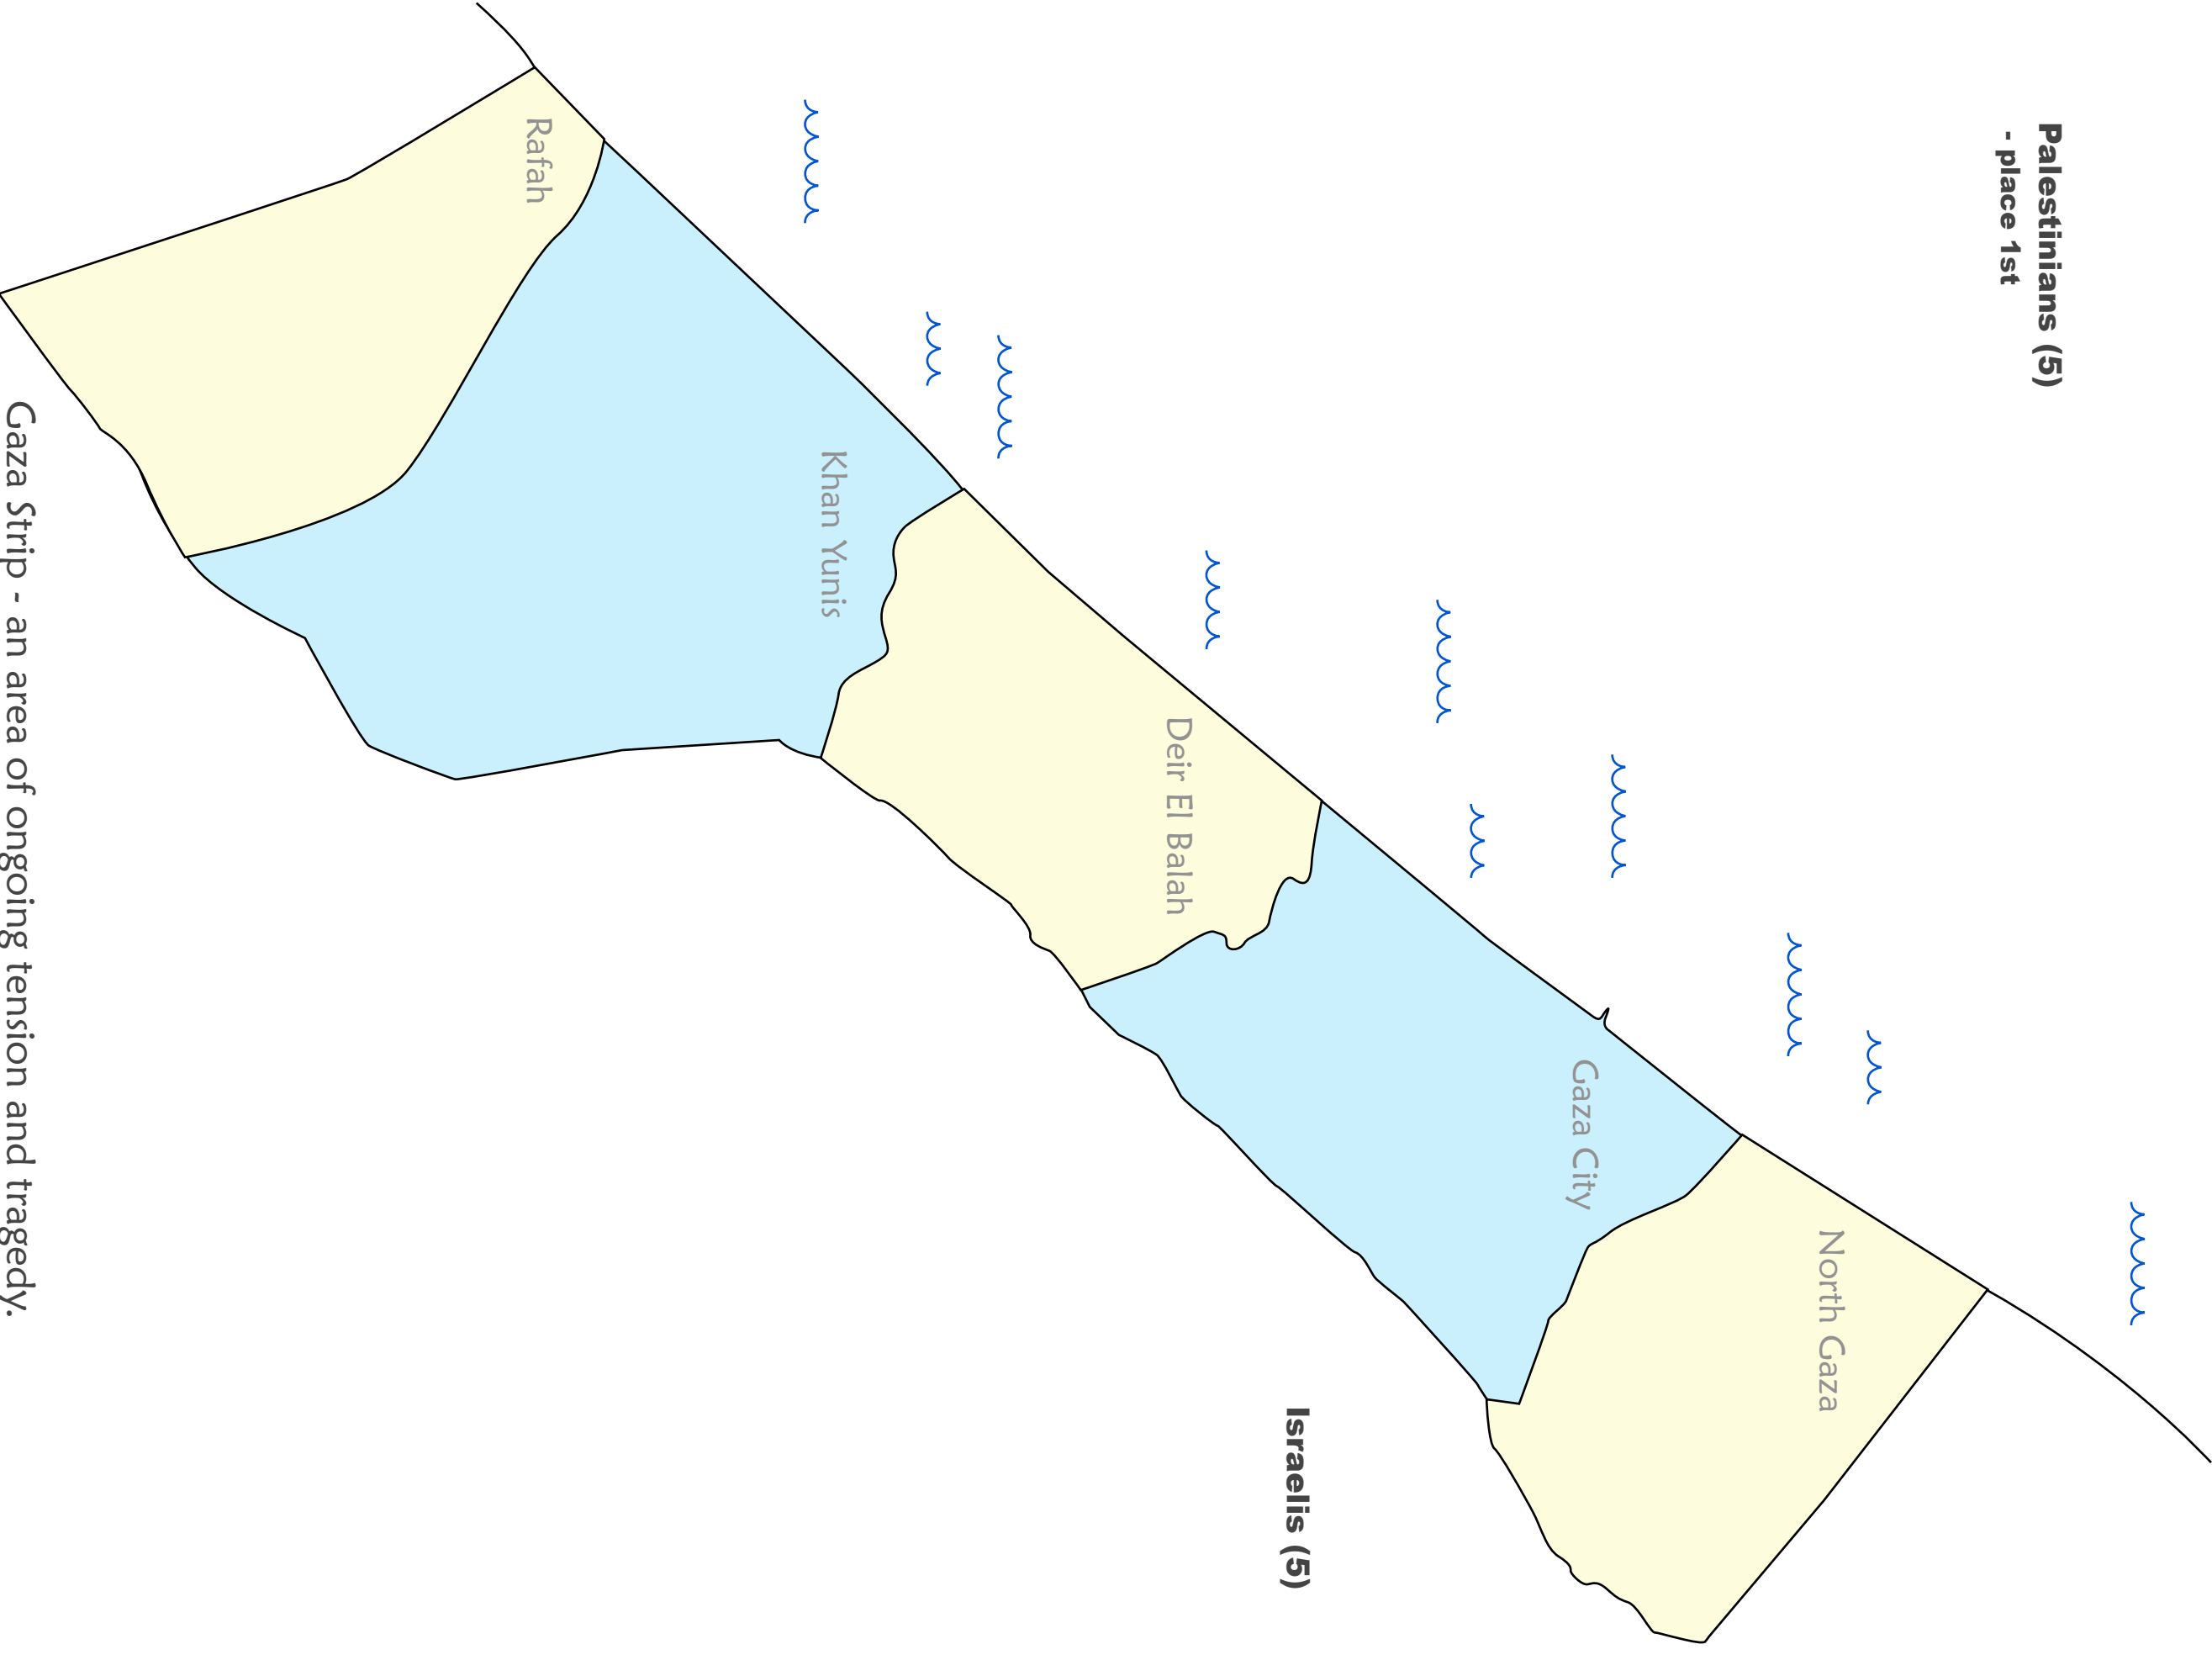 Palestinians (5)
- place 1st
North Gaza
Gaza City
Israelis (5)
Deir El Balah
Khan Yunis
Rafah
Gaza Strip - an area of ongoing tension and tragedy.